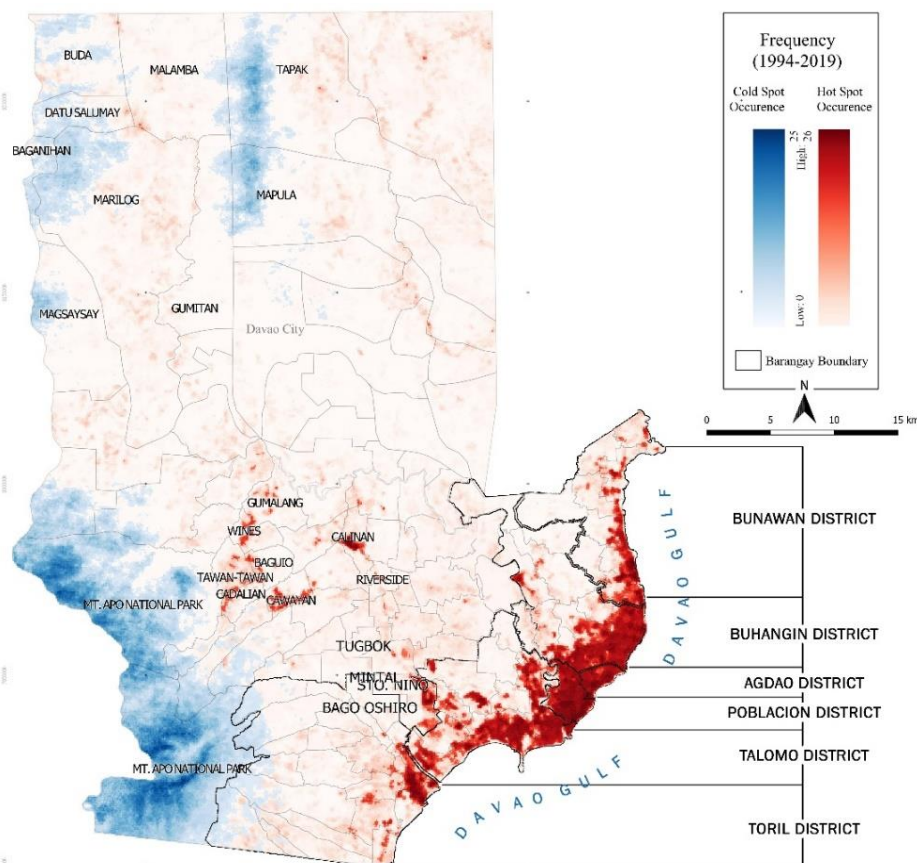 BUDA
MALAMBA
TAPAK
DATU SALUMAY
BAGANIHAN
MARILOG
MAPULA
MAGSAYSAY
GUMITAN
Davao City
GUMALANG
WINES
CALINAN
BAGUIO
TAWAN-TAWAN
RIVERSIDE
CADALIAN
CAWAYAN
MT. APO NATIONAL PARK
TUGBOK
MINTAL
STO. NINO
BAGO OSHIRO
MT. APO NATIONAL PARK
Frequency
(1994-2019)
Cold Spot
Occurence
Hot Spot
Occurence
High: 26
25
Low: 0
Barangay Boundary
N
0 5 10 15 km
DAVAO GULF
DAVAO GULF
BUNAWAN DISTRICT
BUHANGIN DISTRICT
AGDAO DISTRICT
POBLACION DISTRICT
TALOMO DISTRICT
TORIL DISTRICT